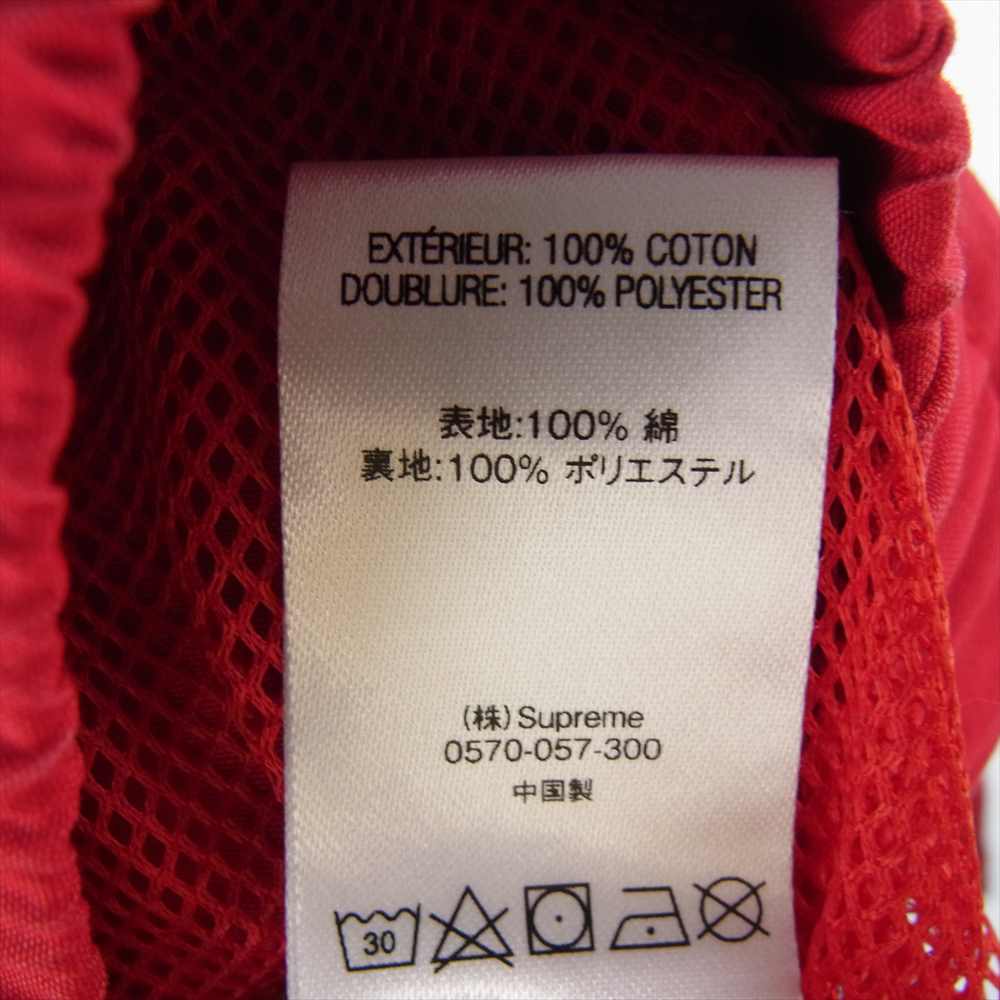 EXTÉRIEUR: 100% COTON
DOUBLURE: 100% POLYESTER
表地:100% 綿
裏地:100% ポリエステル
(株)Supreme
0570-057-300
中国製
30